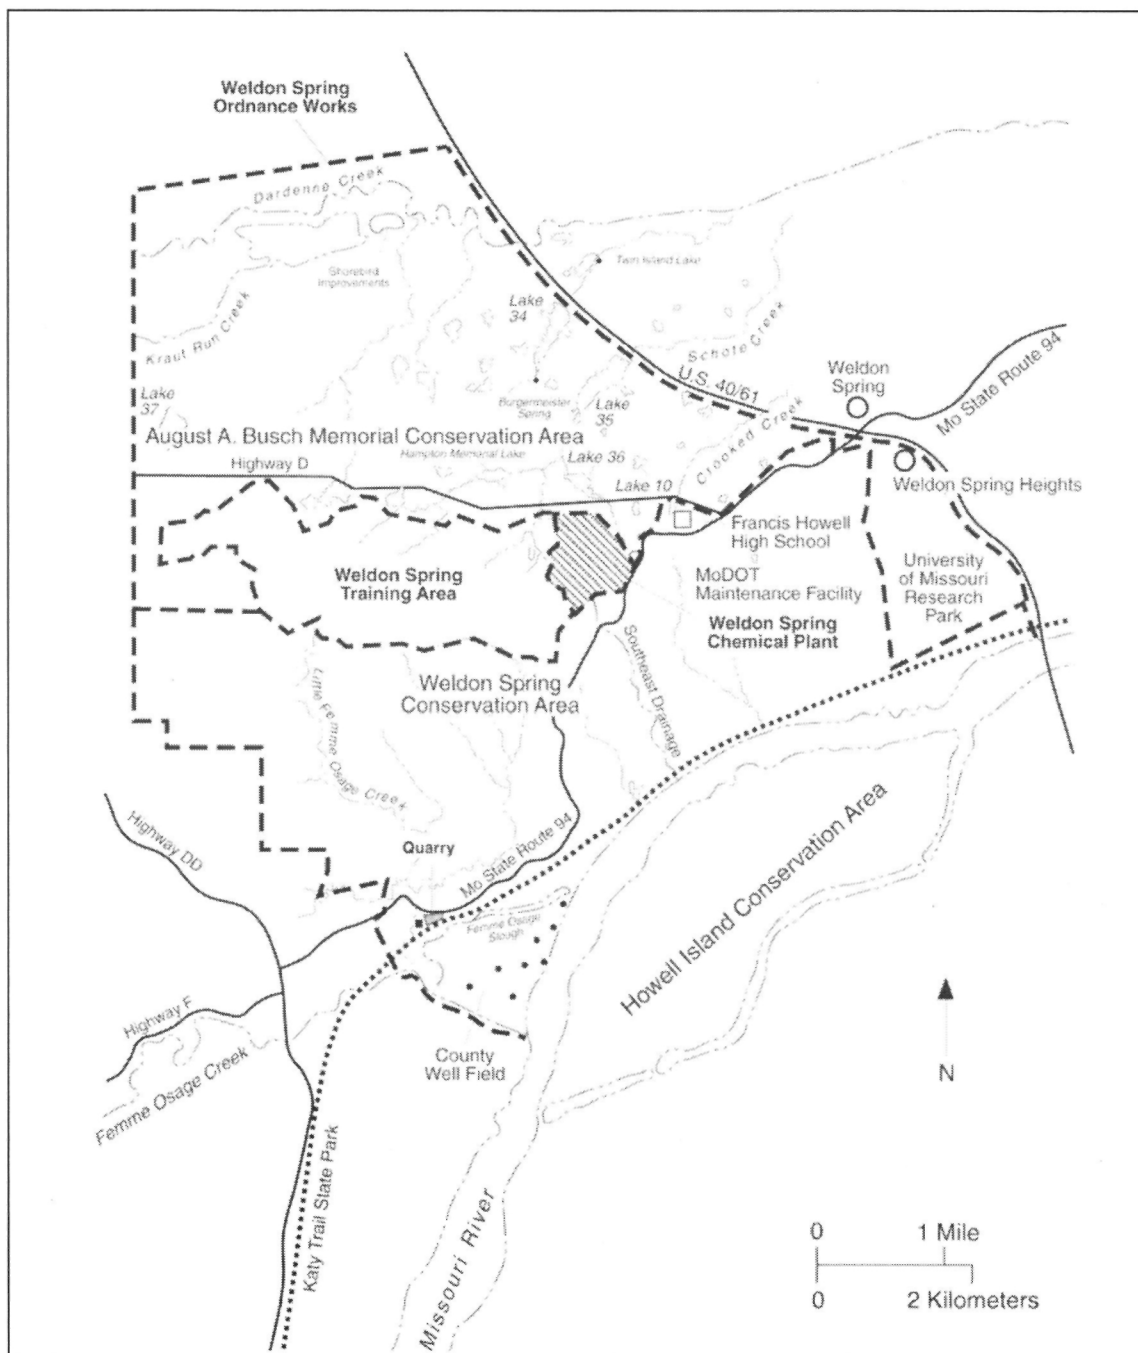 Weldon Spring
Ordnance Works
Dardenne Creek
Shorebird
Improvements
Twin Island Lake
Lake
34
Kraut Run Creek
Schote Creek
U.S. 40/61
Weldon
Spring
Mo State Route 94
Lake
37
Burgermeister
Spring
Lake
35
Crooked Creek
August A. Busch Memorial Conservation Area
Hampton Memorial Lake
Lake 36
Highway D
Lake 10
Weldon Spring Heights
Francis Howell
High School
Weldon Spring
Training Area
MoDOT
Maintenance Facility
University
of Missouri
Research
Park
Weldon Spring
Chemical Plant
Southeast Drainage
Weldon Spring
Conservation Area
Little Femme Osage Creek
Highway DD
Quarry
Mo State Route 94
Femme Osage
Slough
Howell Island Conservation Area
Highway F
Femme Osage Creek
County
Well Field
N
Katy Trail State Park
Missouri River
0 1 Mile
0 2 Kilometers